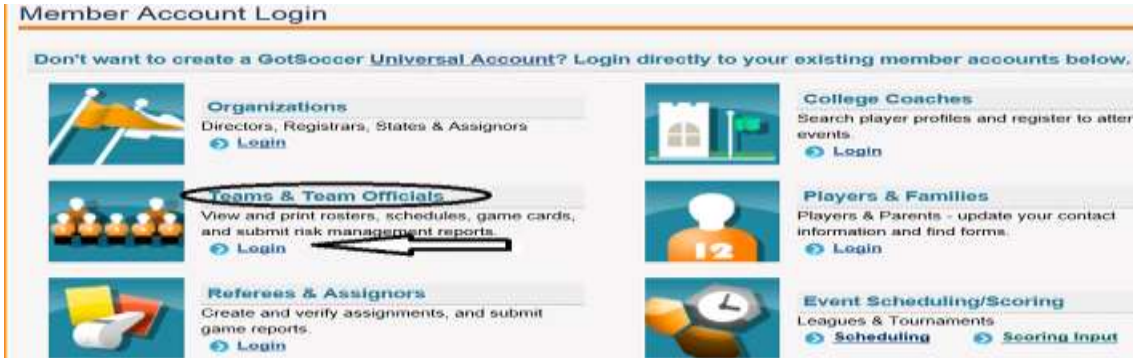 Member Account Login
Don't want to create a GotSoccer Universal Account? Login directly to your existing member accounts below.
Organizations
Directors, Registrars, States & Assignors
Login
Teams & Team Officials
View and print rosters, schedules, game cards,
and submit risk management reports.
Login
Referees & Assignors
Create and verify assignments, and submit
game reports.
Login
College Coaches
Search player profiles and register to atter
events
Login
Players & Families
Players & Parents - update your contact
information and find forms.
Login
12
Event Scheduling/Scoring
Leagues & Tournaments
Scheduling Scoring Input